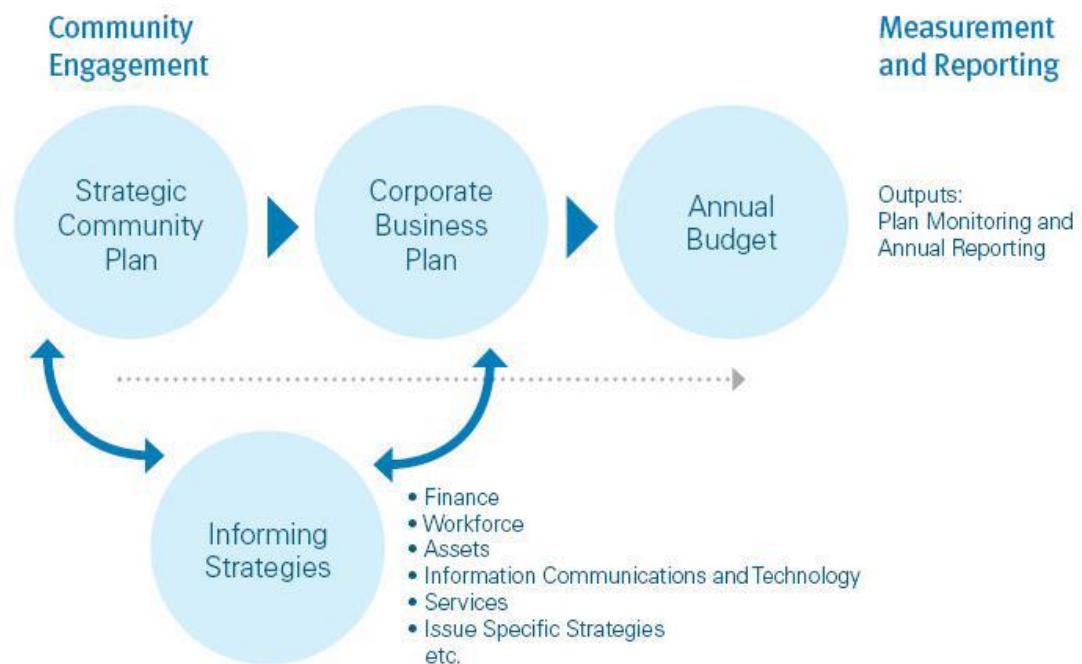 Community
Engagement
Measurement
and Reporting
Strategic
Community
Plan
Corporate
Business
Plan
Annual
Budget
Outputs:
Plan Monitoring and
Annual Reporting
Informing
Strategies
• Finance
• Workforce
• Assets
• Information Communications and Technology
• Services
• Issue Specific Strategies
etc.